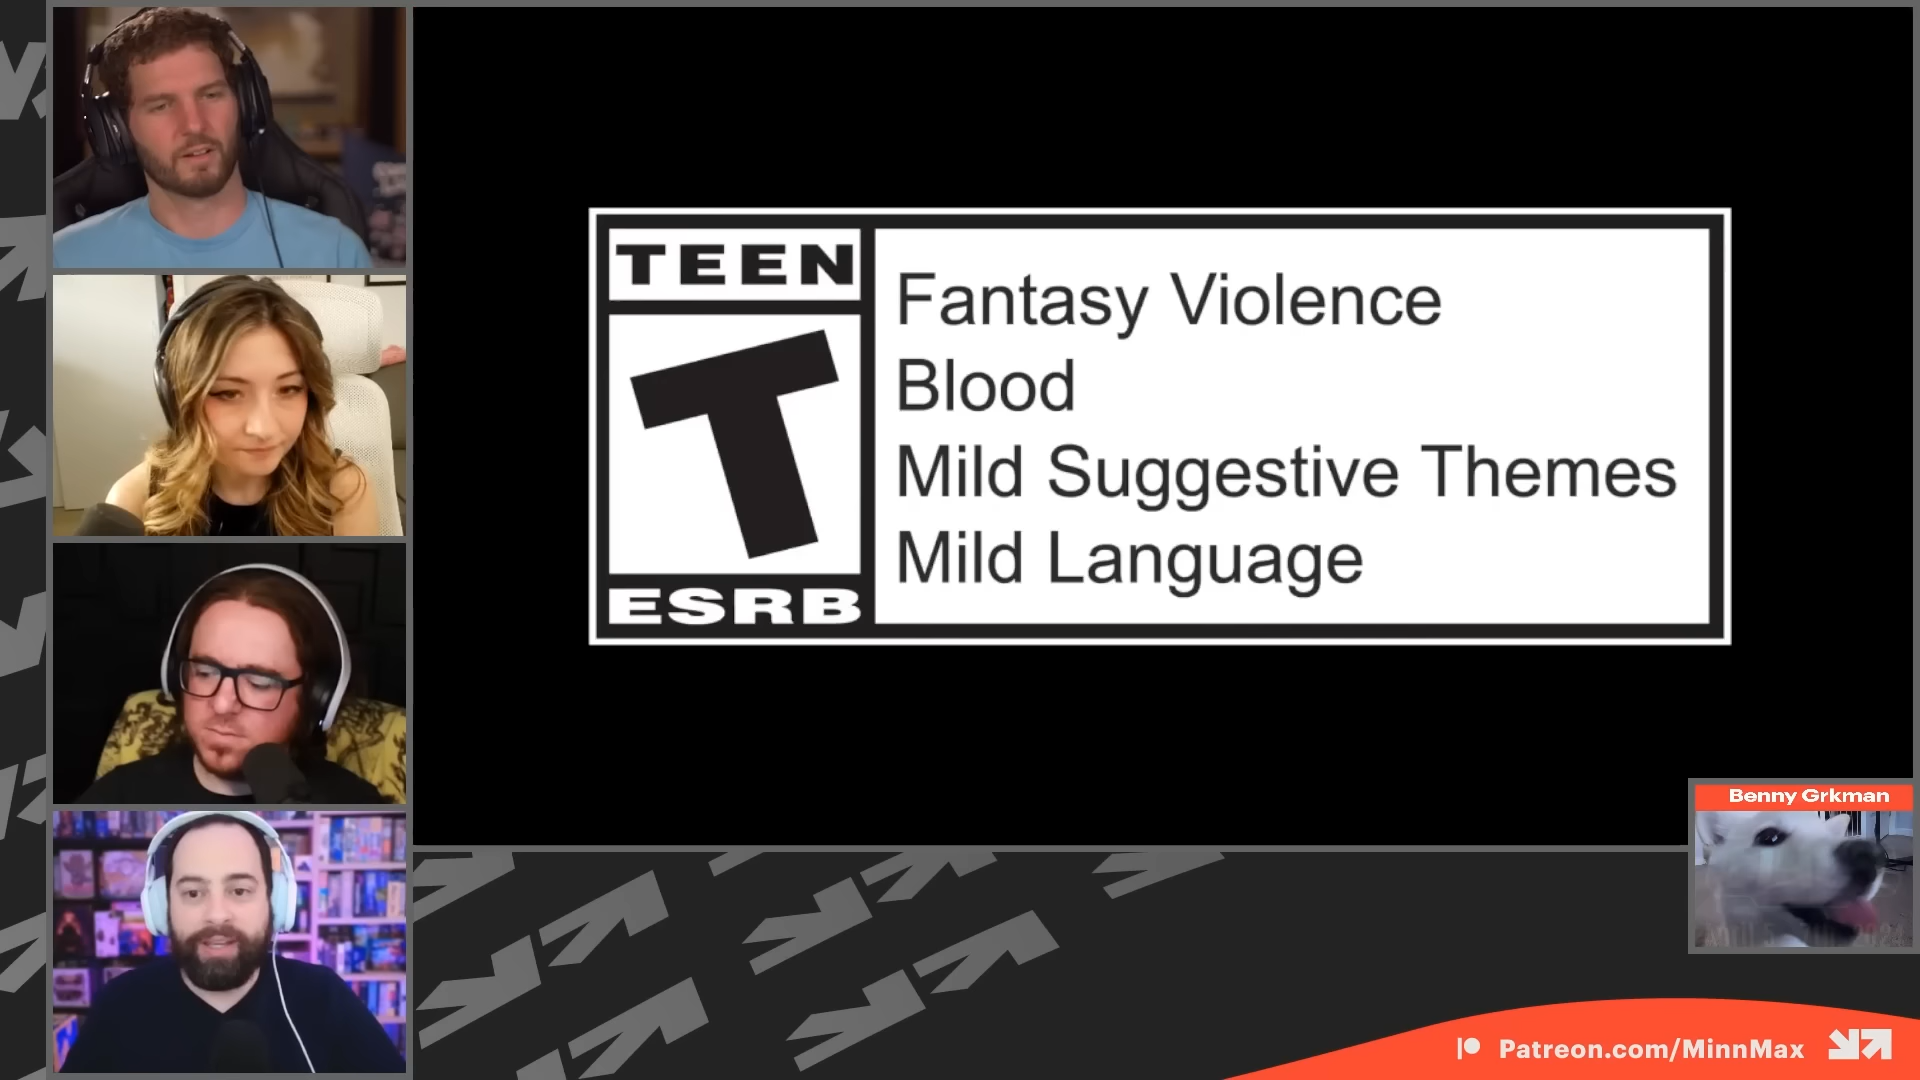 TEEN
T
ESRB
Fantasy Violence
Blood
Mild Suggestive Themes
Mild Language
Benny Grkman
Patreon.com/MinnMax